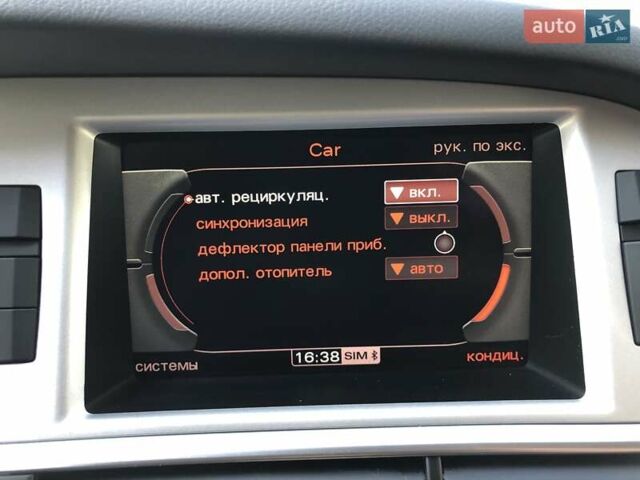 auto RIA.com
Car
рук. по экс.
авт. рециркуляц. ▼ вкл.
синхронизация ▼ выкл.
дефлектор панели приб.
допол. отопитель ▼ авто
16:38 SIM
системы
кондиц.